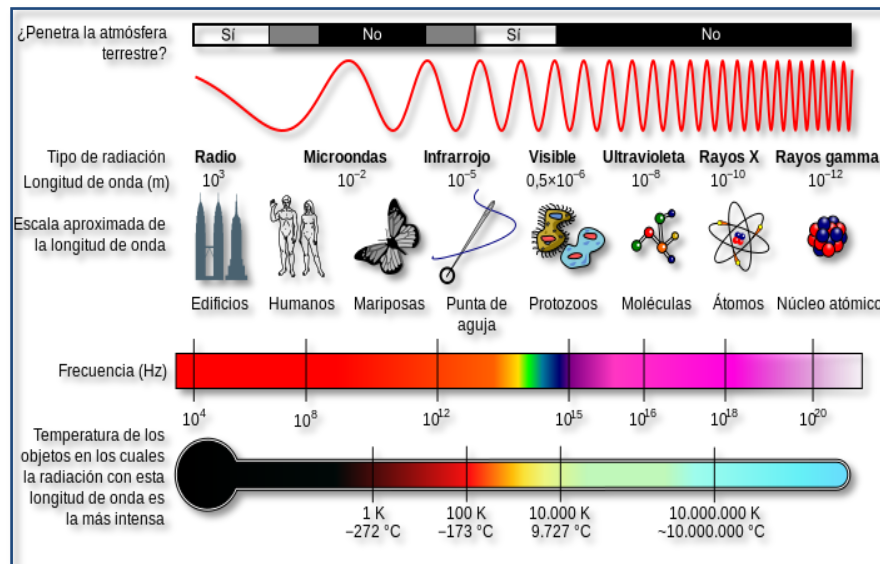 ¿Penetra la atmósfera
terrestre?
Sí No Sí No
Tipo de radiación Radio Microondas Infrarrojo Visible Ultravioleta Rayos X Rayos gamma
Longitud de onda (m) 10³ 10⁻² 10⁻⁵ 0,5×10⁻⁶ 10⁻⁸ 10⁻¹⁰ 10⁻¹²
Escala aproximada de
la longitud de onda
Edificios Humanos Mariposas Punta de
aguja Protozoos Moléculas Átomos Núcleo atómico
Frecuencia (Hz)
10⁴ 10⁸ 10¹² 10¹⁵ 10¹⁶ 10¹⁸ 10²⁰
Temperatura de los
objetos en los cuales
la radiación con esta
longitud de onda es
la más intensa
1 K 100 K 10.000 K 10.000.000 K
−272 °C −173 °C 9.727 °C ~10.000.000 °C